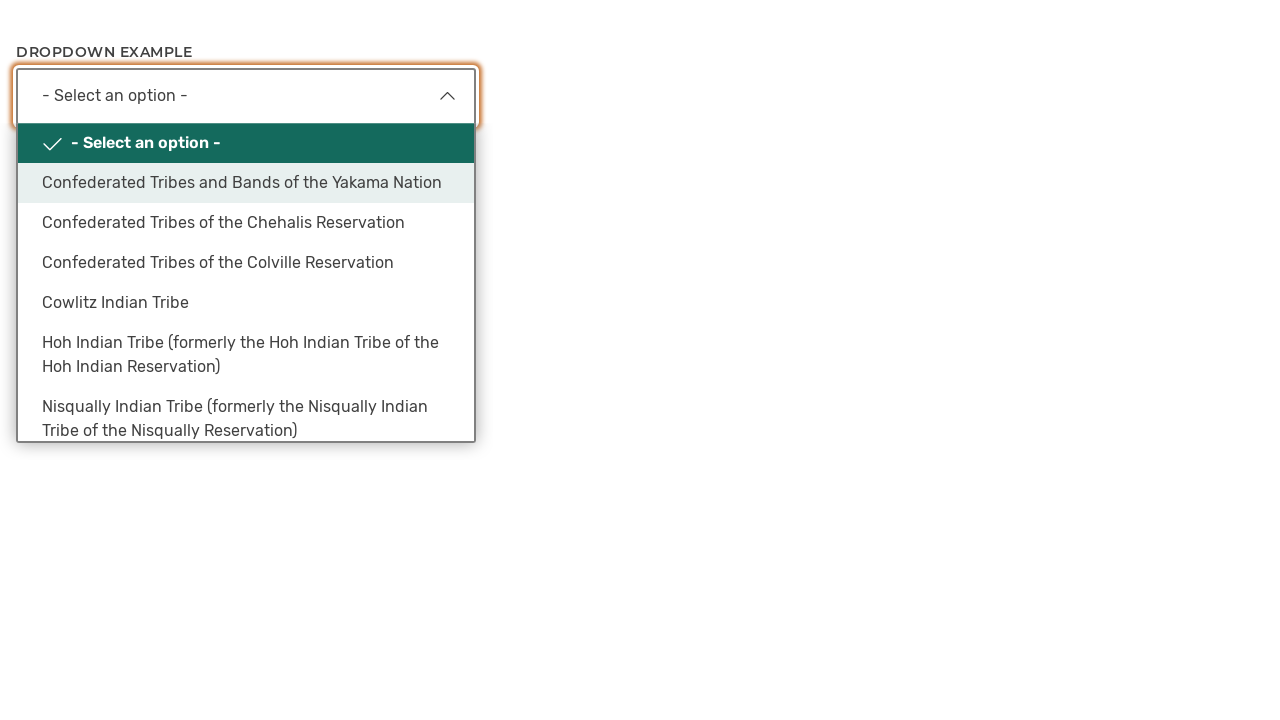 DROPDOWN EXAMPLE
- Select an option -
- Select an option -
Confederated Tribes and Bands of the Yakama Nation
Confederated Tribes of the Chehalis Reservation
Confederated Tribes of the Colville Reservation
Cowlitz Indian Tribe
Hoh Indian Tribe (formerly the Hoh Indian Tribe of the
Hoh Indian Reservation)
Nisqually Indian Tribe (formerly the Nisqually Indian
Tribe of the Nisqually Reservation)